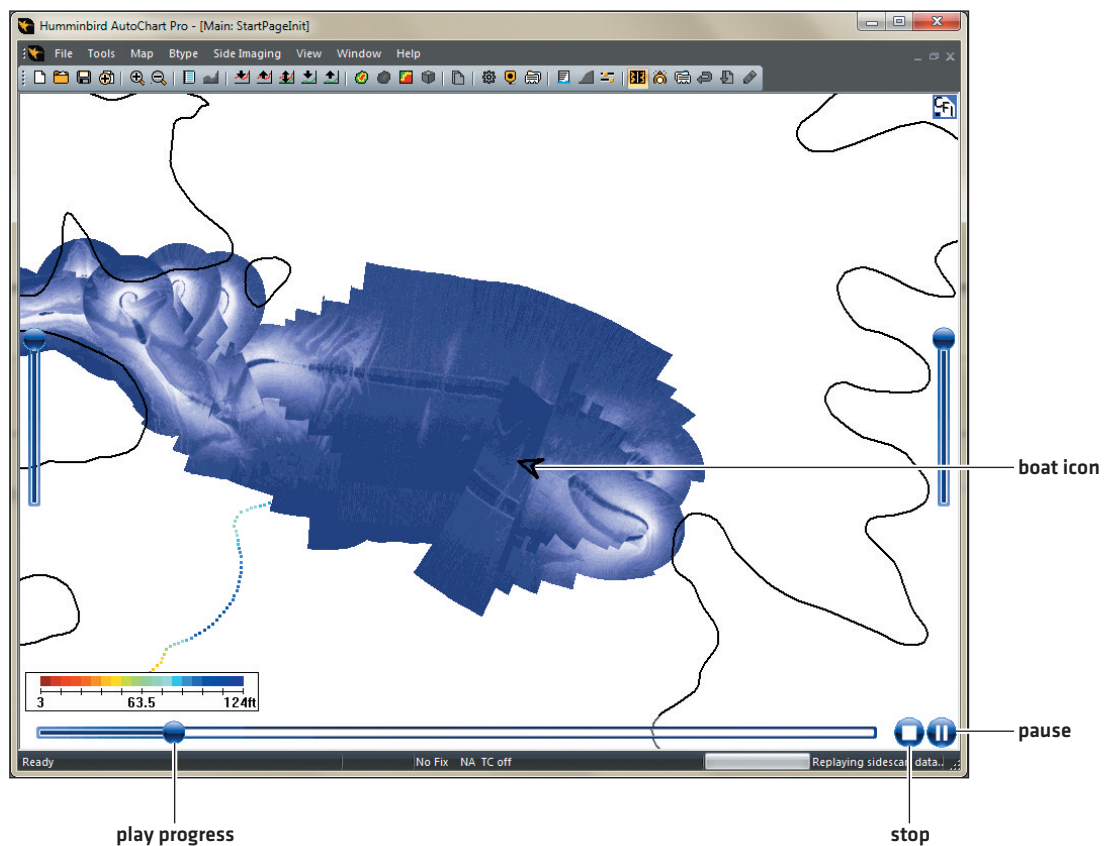 Humminbird AutoChart Pro - [Main: StartPageInit]
File Tools Map Btype Side Imaging View Window Help
CFI
boat icon
3 63.5 124ft
pause
Ready No Fix NA TC off Replaying sidescan data..
play progress
stop